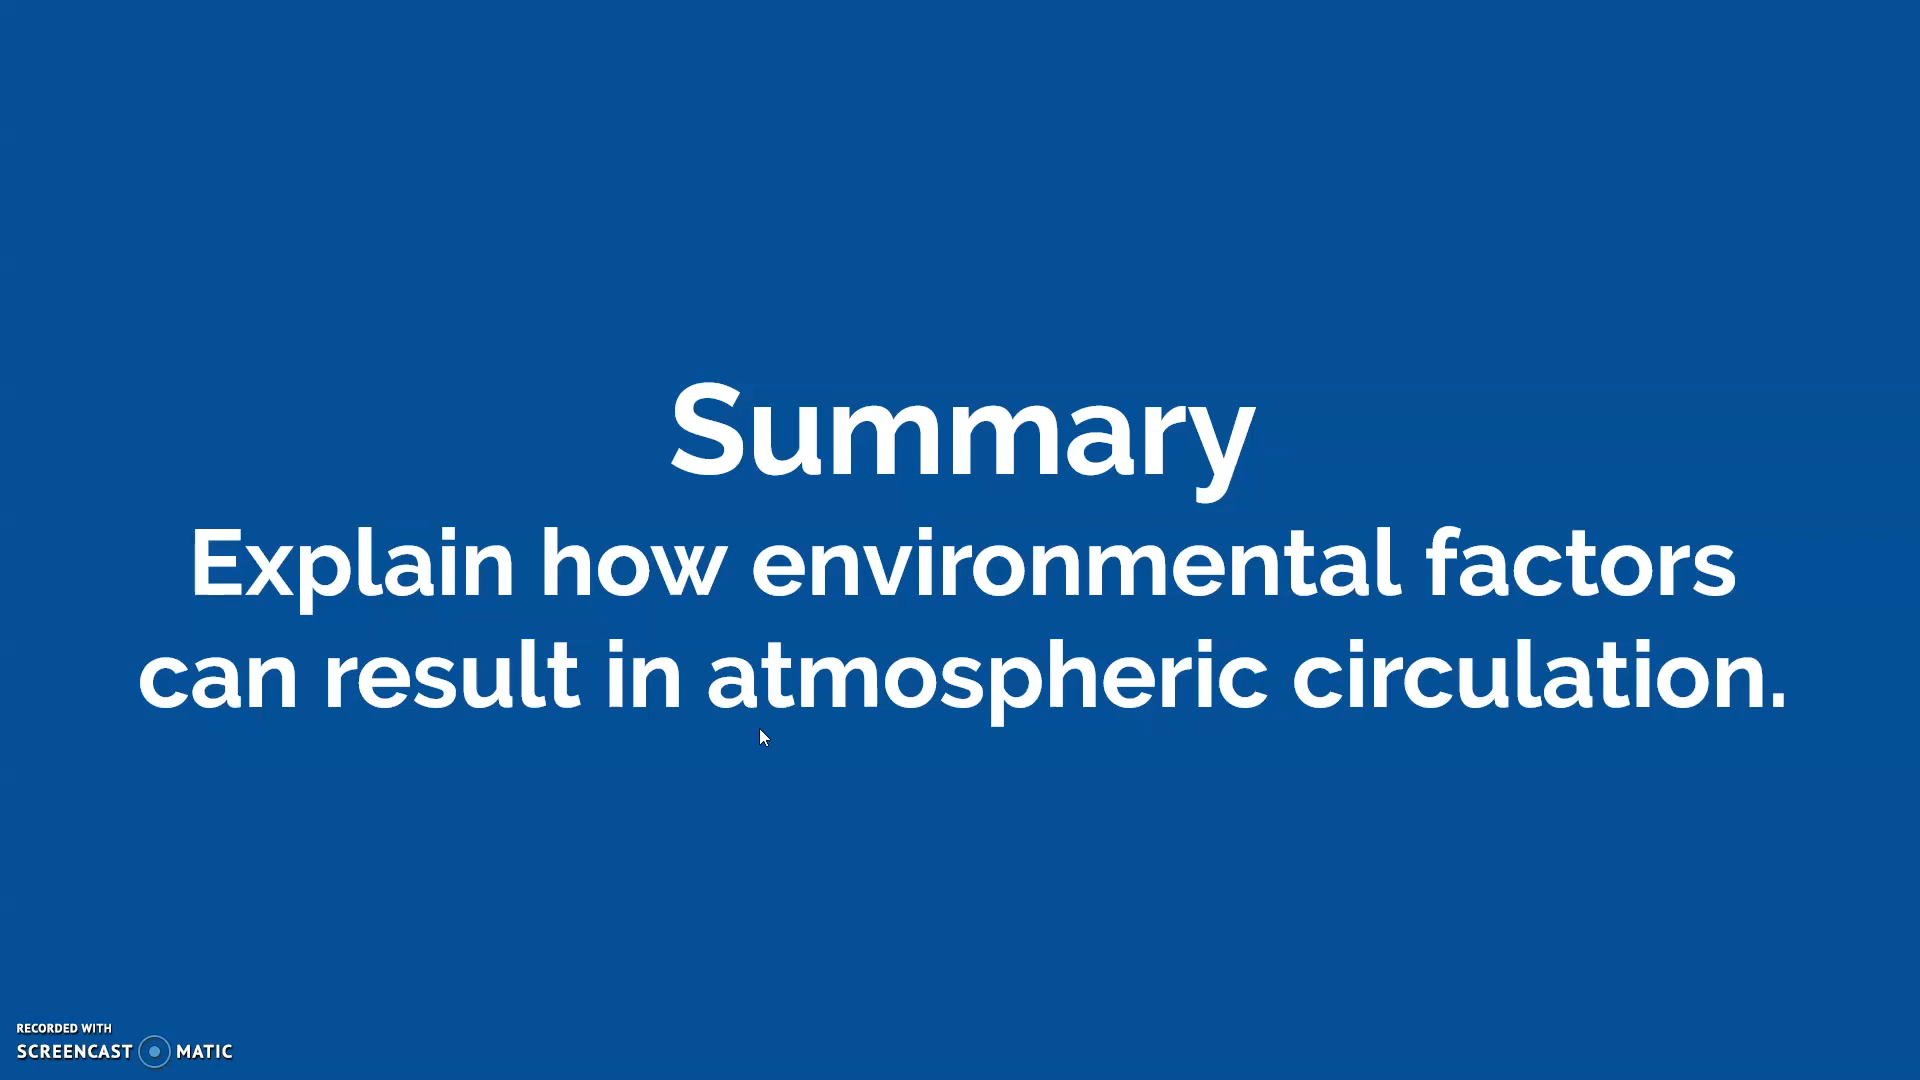 Summary
Explain how environmental factors
can result in atmospheric circulation.
RECORDED WITH
SCREENCAST MATIC